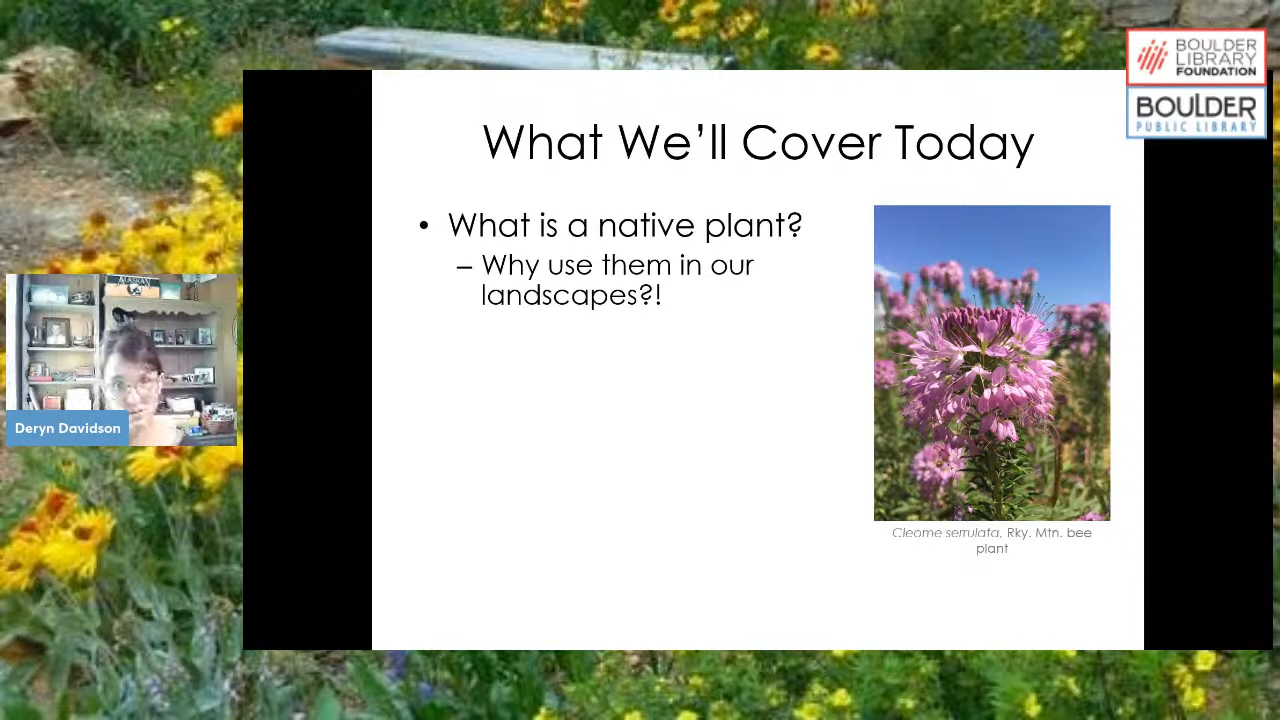 BOULDER
LIBRARY
FOUNDATION
BOULDER
PUBLIC LIBRARY
What We'll Cover Today
• What is a native plant?
– Why use them in our
landscapes?!
ALASKAN
Deryn Davidson
Cleome serrulata, Rky. Mtn. bee
plant